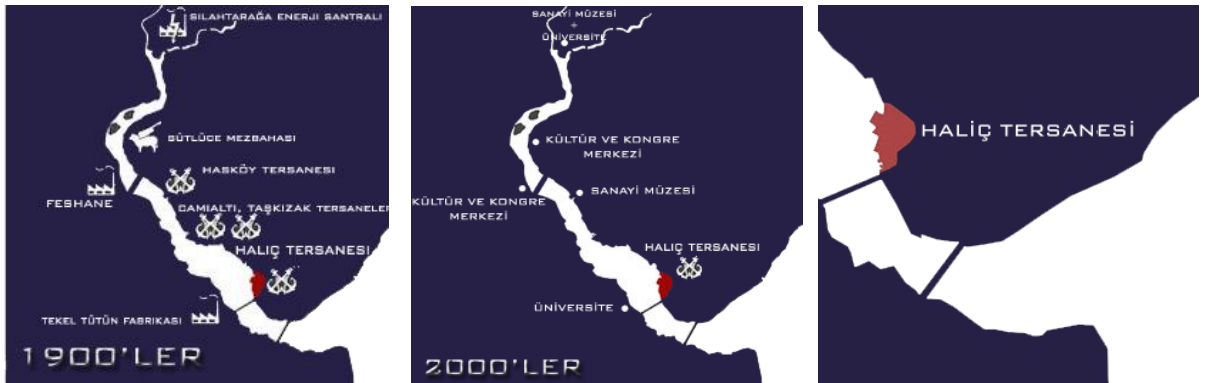 SILAHTARAĞA ENERJI SANTRALI
SÜTLÜCE MEZBAHASI
HASKÖY TERSANESI
FESHANE
CAMIALTI, TAŞKIZAK TERSANELER
HALIÇ TERSANESI
TEKEL TÜTÜN FABRIKASI
1900'LER
SANAYI MÜZESI
+
ÜNIVERSITE
KÜLTÜR VE KONGRE
MERKEZI
SANAYI MÜZESI
KÜLTÜR VE KONGRE
MERKEZI
HALIÇ TERSANESI
ÜNIVERSITE
2000'LER
HALIÇ TERSANESI